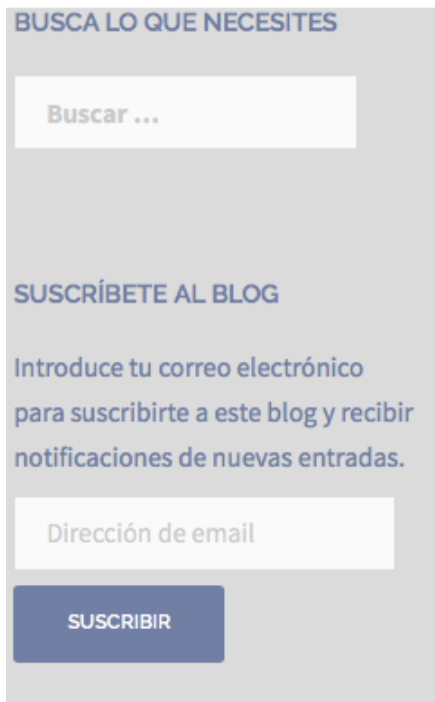 BUSCA LO QUE NECESITES
Buscar ...
SUSCRÍBETE AL BLOG
Introduce tu correo electrónico
para suscribirte a este blog y recibir
notificaciones de nuevas entradas.
Dirección de email
SUSCRIBIR